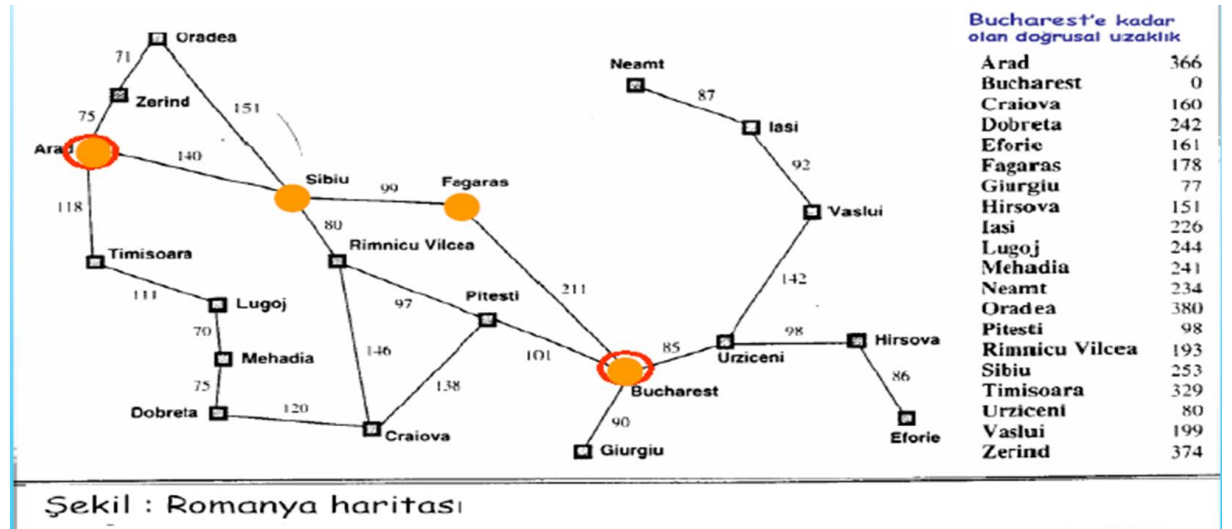 Oradea
71
Neamt
87
Zerind
151
75
Iasi
Arad
140
92
Sibiu
99
Fagaras
118
80
Vaslui
Rimnicu Vilcea
Timisoara
211
142
111
Lugoj
97
Pitesti
70
98
Hirsova
146
101
85
Urziceni
Mehadia
86
75
138
Bucharest
Dobreta
120
90
Craiova
Eforie
Giurgiu
Bucharest'e kadar
olan doğrusal uzaklık
Arad 366
Bucharest 0
Craiova 160
Dobreta 242
Eforie 161
Fagaras 178
Giurgiu 77
Hirsova 151
Iasi 226
Lugoj 244
Mehadia 241
Neamt 234
Oradea 380
Pitesti 98
Rimnicu Vilcea 193
Sibiu 253
Timisoara 329
Urziceni 80
Vaslui 199
Zerind 374
Şekil : Romanya haritası